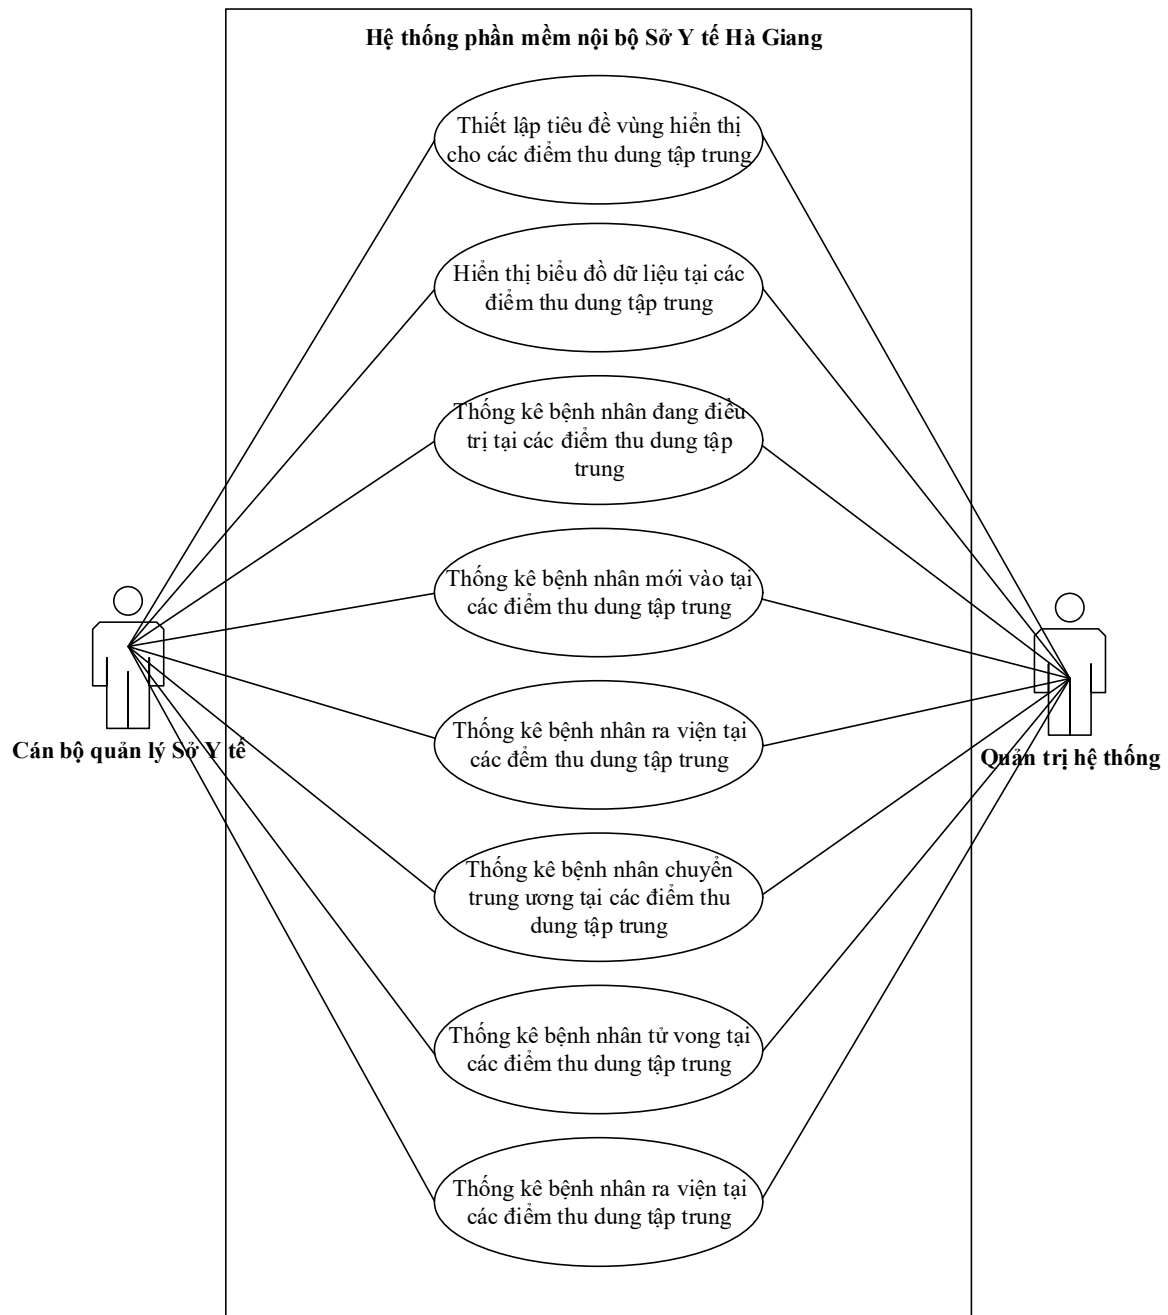 Hệ thống phần mềm nội bộ Sở Y tế Hà Giang
Thiết lập tiêu đề vùng hiển thị
cho các điểm thu dung tập trung
Hiển thị biểu đồ dữ liệu tại các
điểm thu dung tập trung
Thống kê bệnh nhân đang điều
trị tại các điểm thu dung tập
trung
Thống kê bệnh nhân mới vào tại
các điểm thu dung tập trung
Cán bộ quản lý Sở Y tế
Thống kê bệnh nhân ra viện tại
các đểm thu dung tập trung
Quản trị hệ thống
Thống kê bệnh nhân chuyển
trung ương tại các điểm thu
dung tập trung
Thống kê bệnh nhân tử vong tại
các điểm thu dung tập trung
Thống kê bệnh nhân ra viện tại
các điểm thu dung tập trung